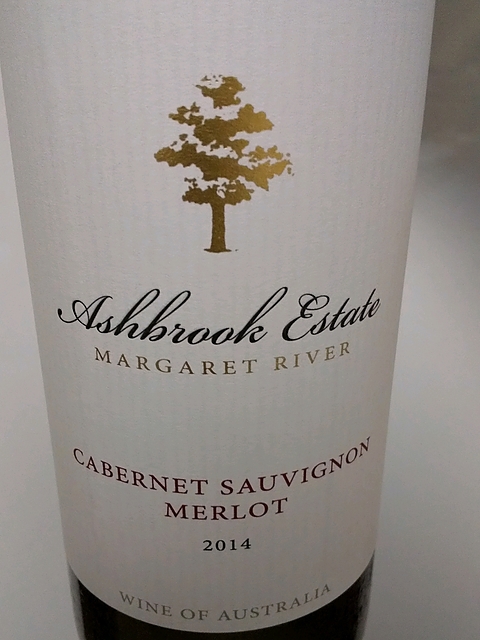 Ashbrook Estate
MARGARET RIVER
CABERNET SAUVIGNON
MERLOT
2014
WINE OF AUSTRALIA